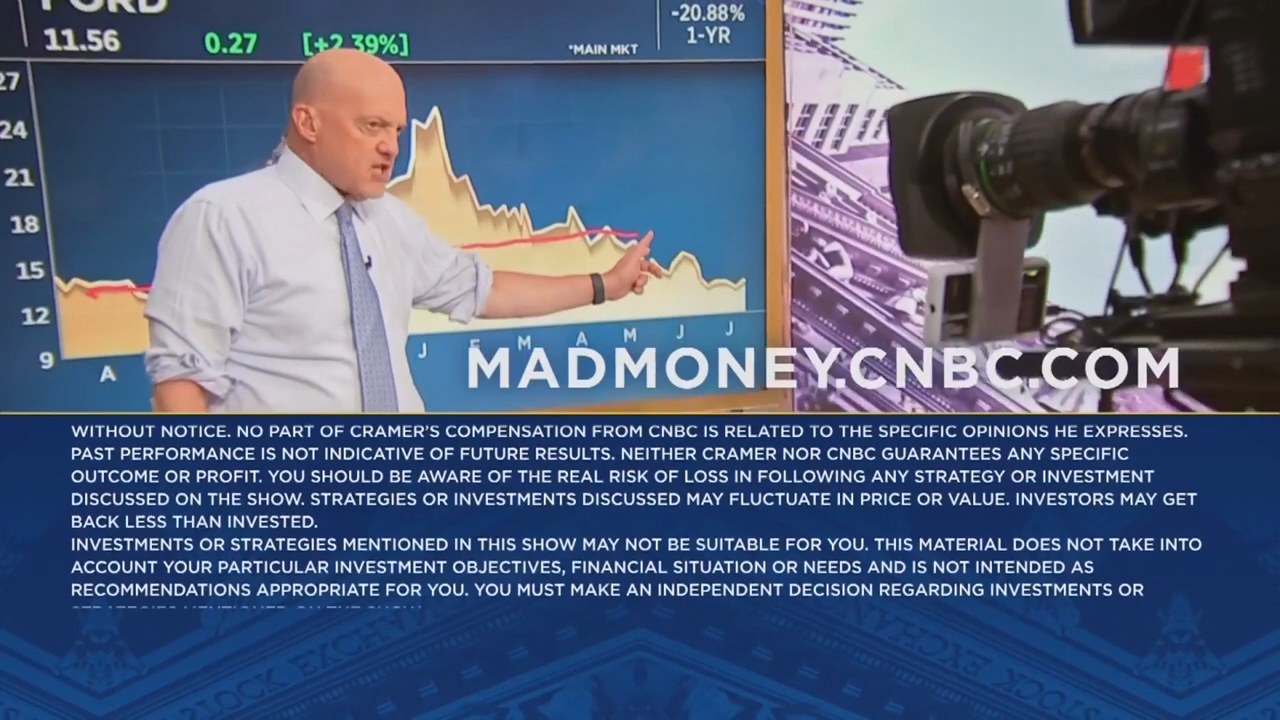 FORD
11.56 0.27 [+2.39%]
*MAIN MKT
-20.88%
1-YR
27
24
21
18
15
12
9
A J F M A M J J
MADMONEY.CNBC.COM
WITHOUT NOTICE. NO PART OF CRAMER'S COMPENSATION FROM CNBC IS RELATED TO THE SPECIFIC OPINIONS HE EXPRESSES.
PAST PERFORMANCE IS NOT INDICATIVE OF FUTURE RESULTS. NEITHER CRAMER NOR CNBC GUARANTEES ANY SPECIFIC
OUTCOME OR PROFIT. YOU SHOULD BE AWARE OF THE REAL RISK OF LOSS IN FOLLOWING ANY STRATEGY OR INVESTMENT
DISCUSSED ON THE SHOW. STRATEGIES OR INVESTMENTS DISCUSSED MAY FLUCTUATE IN PRICE OR VALUE. INVESTORS MAY GET
BACK LESS THAN INVESTED.
INVESTMENTS OR STRATEGIES MENTIONED IN THIS SHOW MAY NOT BE SUITABLE FOR YOU. THIS MATERIAL DOES NOT TAKE INTO
ACCOUNT YOUR PARTICULAR INVESTMENT OBJECTIVES, FINANCIAL SITUATION OR NEEDS AND IS NOT INTENDED AS
RECOMMENDATIONS APPROPRIATE FOR YOU. YOU MUST MAKE AN INDEPENDENT DECISION REGARDING INVESTMENTS OR
STOCK EXCHANGE